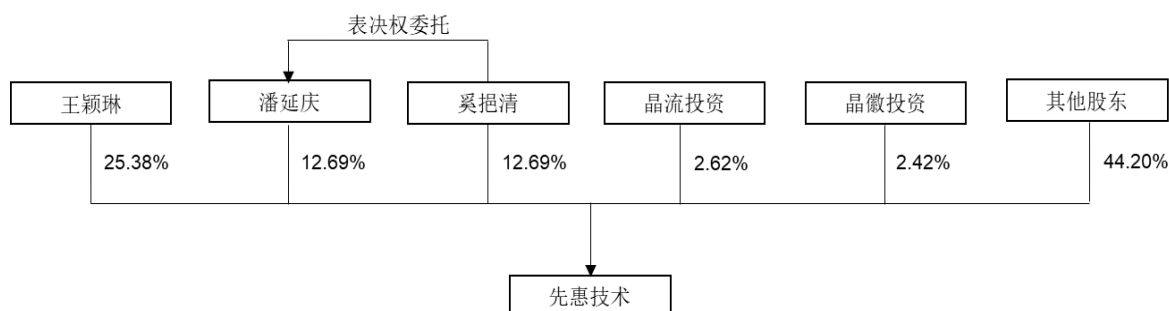 表决权委托
王颖琳
潘延庆
奚挹清
晶流投资
晶徽投资
其他股东
25.38%
12.69%
12.69%
2.62%
2.42%
44.20%
先惠技术